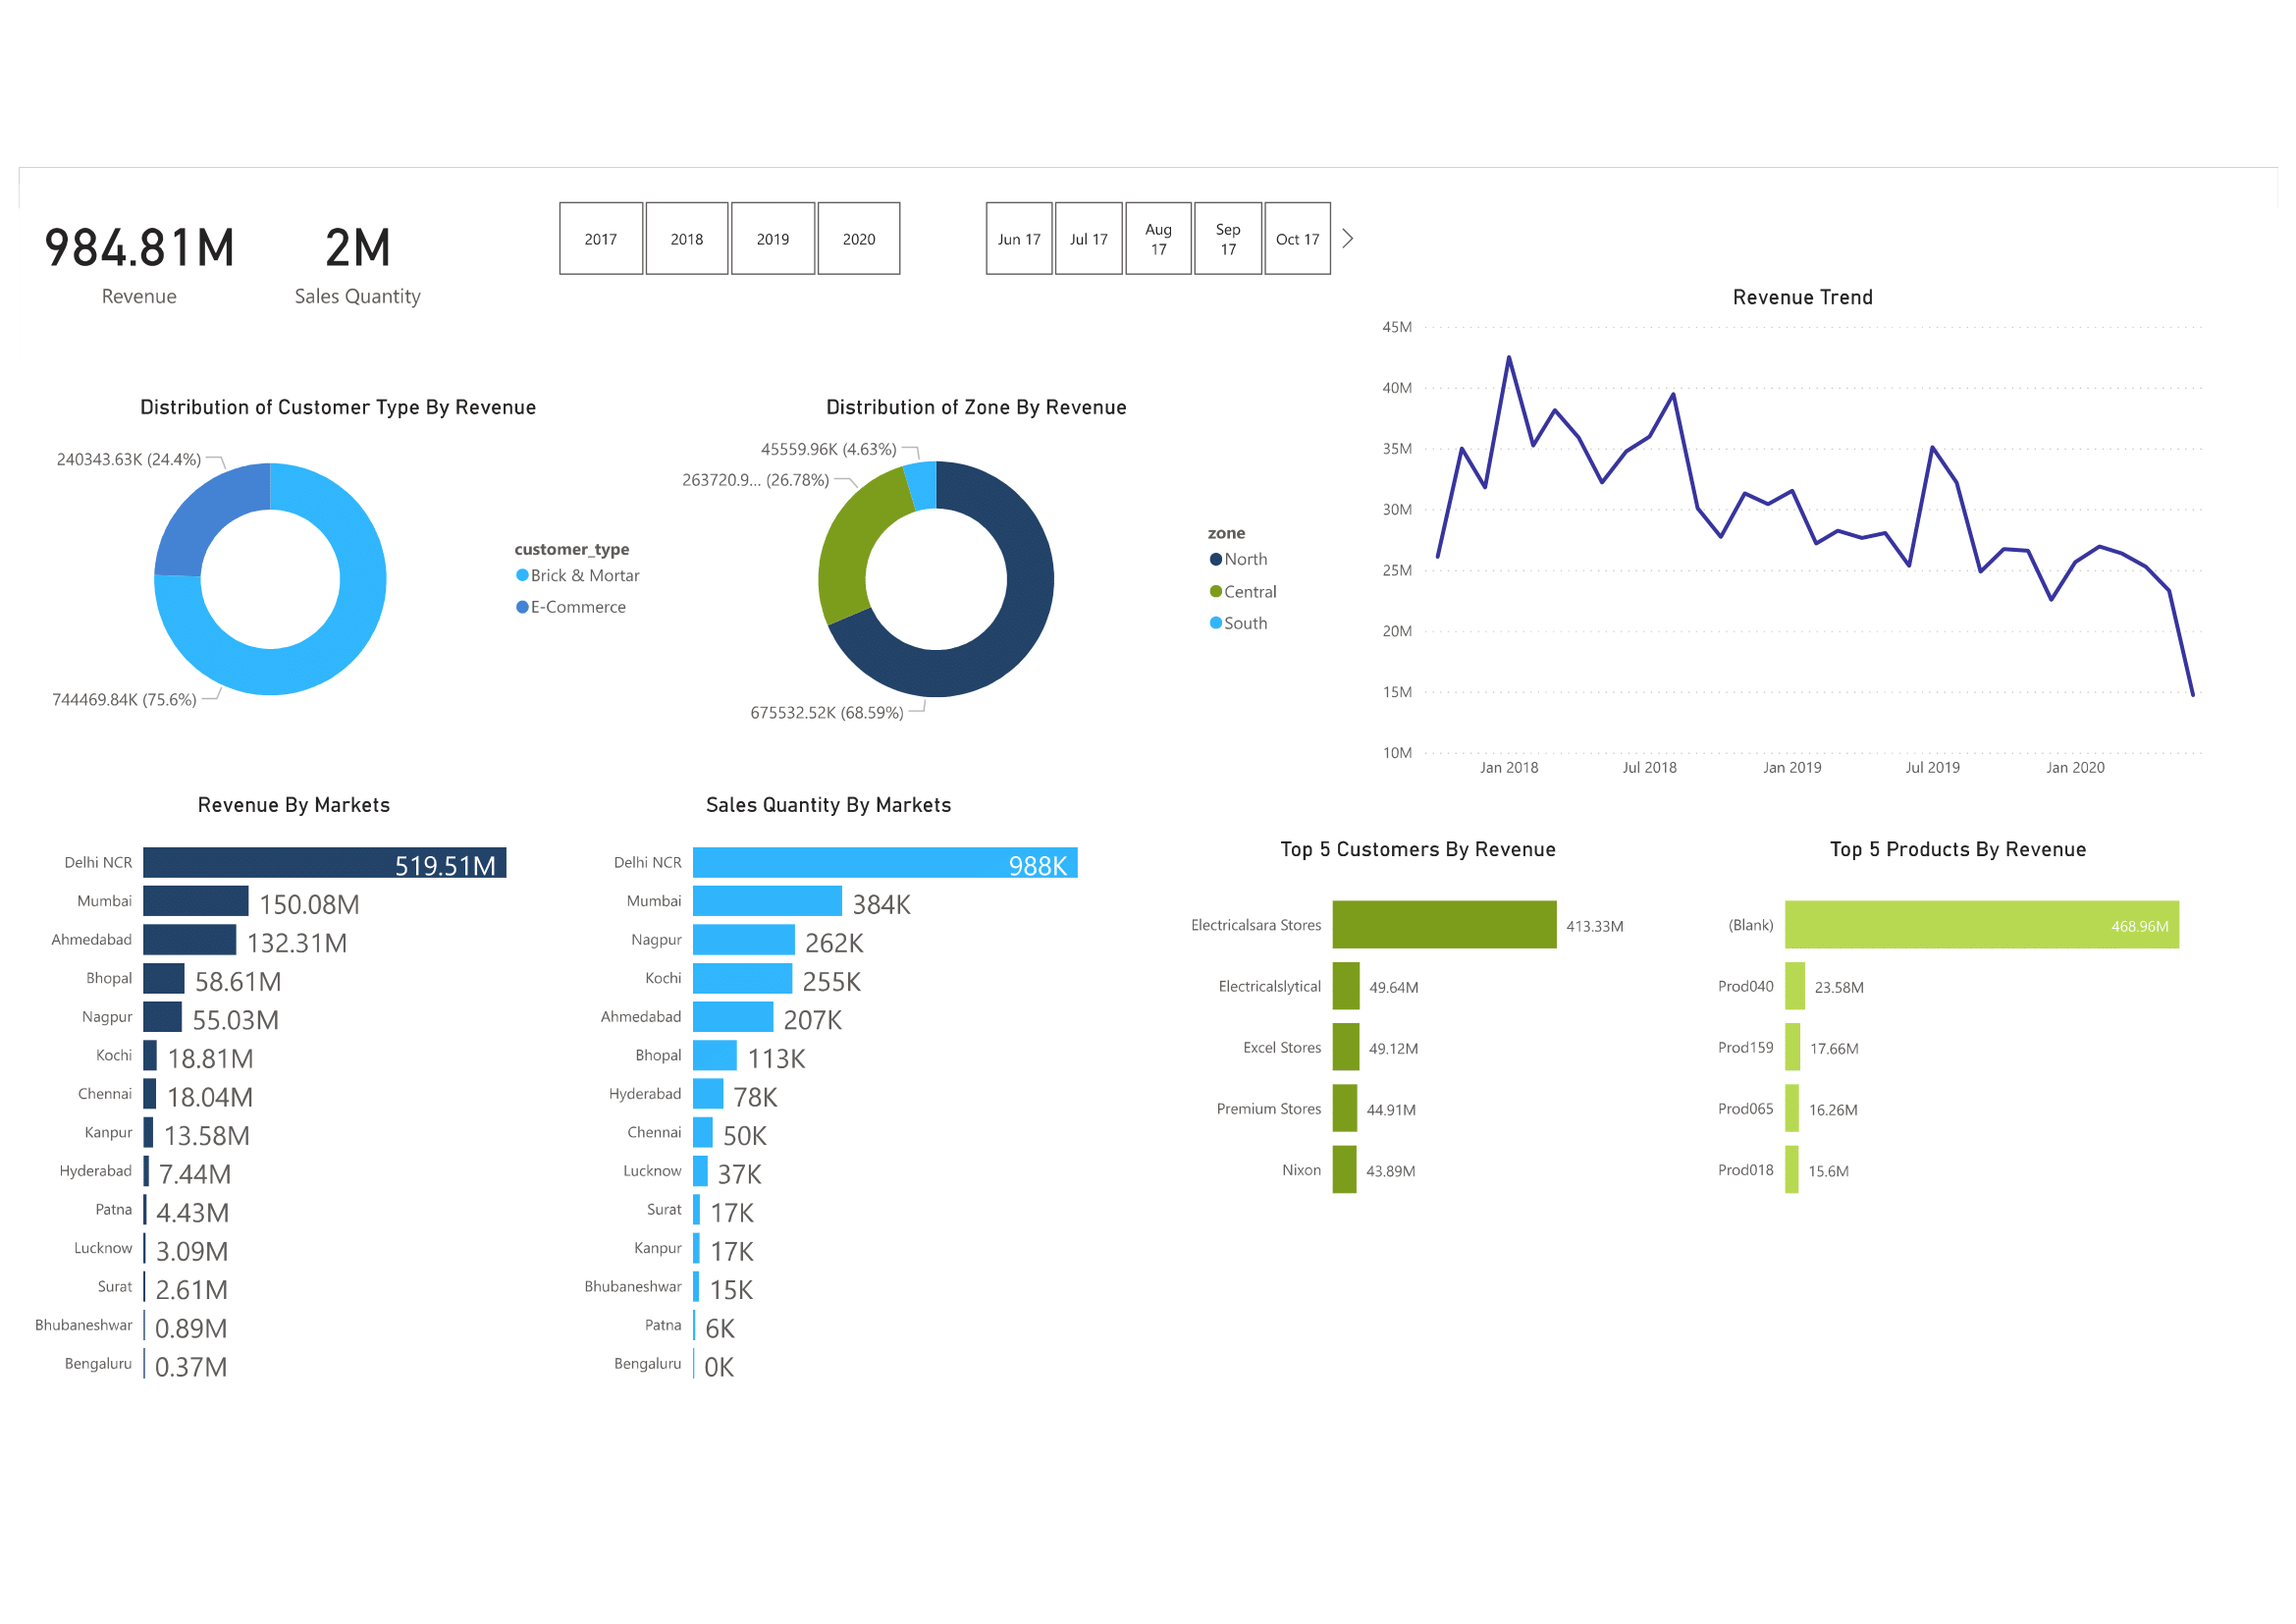 984.81M
Revenue
2M
Sales Quantity
2017
2018
2019
2020
Jun 17
Jul 17
Aug
17
Sep
17
Oct 17
Distribution of Customer Type By Revenue
240343.63K (24.4%)
744469.84K (75.6%)
customer_type
Brick & Mortar
E-Commerce
Distribution of Zone By Revenue
45559.96K (4.63%)
263720.9... (26.78%)
675532.52K (68.59%)
zone
North
Central
South
Revenue Trend
45M
40M
35M
30M
25M
20M
15M
10M
Jan 2018
Jul 2018
Jan 2019
Jul 2019
Jan 2020
Revenue By Markets
Delhi NCR 519.51M
Mumbai 150.08M
Ahmedabad 132.31M
Bhopal 58.61M
Nagpur 55.03M
Kochi 18.81M
Chennai 18.04M
Kanpur 13.58M
Hyderabad 7.44M
Patna 4.43M
Lucknow 3.09M
Surat 2.61M
Bhubaneshwar 0.89M
Bengaluru 0.37M
Sales Quantity By Markets
Delhi NCR 988K
Mumbai 384K
Nagpur 262K
Kochi 255K
Ahmedabad 207K
Bhopal 113K
Hyderabad 78K
Chennai 50K
Lucknow 37K
Surat 17K
Kanpur 17K
Bhubaneshwar 15K
Patna 6K
Bengaluru 0K
Top 5 Customers By Revenue
Electricalsara Stores 413.33M
Electricalslytical 49.64M
Excel Stores 49.12M
Premium Stores 44.91M
Nixon 43.89M
Top 5 Products By Revenue
(Blank) 468.96M
Prod040 23.58M
Prod159 17.66M
Prod065 16.26M
Prod018 15.6M